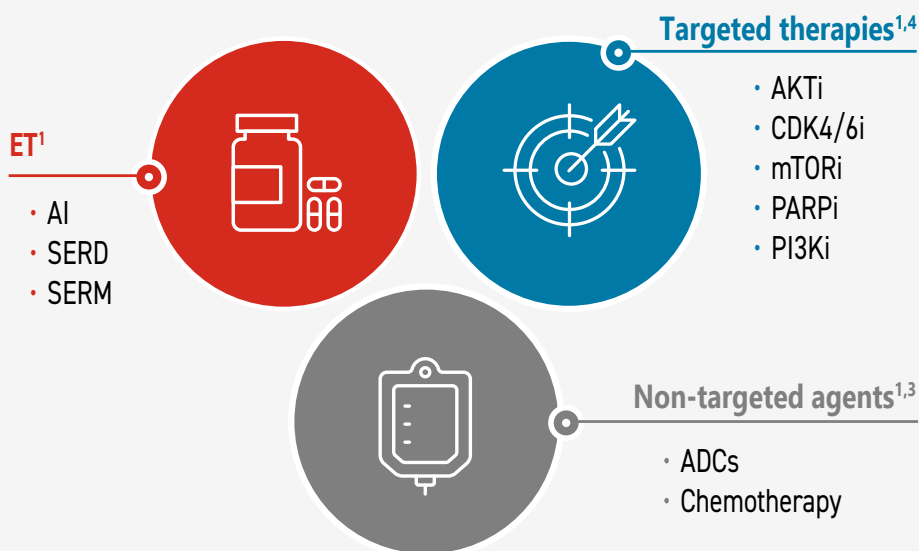 ET¹
· AI
· SERD
· SERM
Targeted therapies¹,⁴
· AKTi
· CDK4/6i
· mTORi
· PARPi
· PI3Ki
Non-targeted agents¹,³
· ADCs
· Chemotherapy